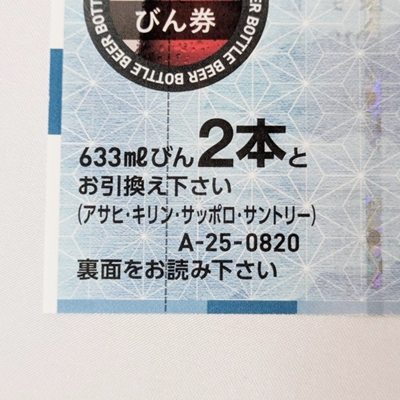 びん券
BEER BOTTLE BEER BOTTLE BEER BOTTLE
633mℓびん2本と
お引換え下さい
(アサヒ・キリン・サッポロ・サントリー)
A-25-0820
裏面をお読み下さい